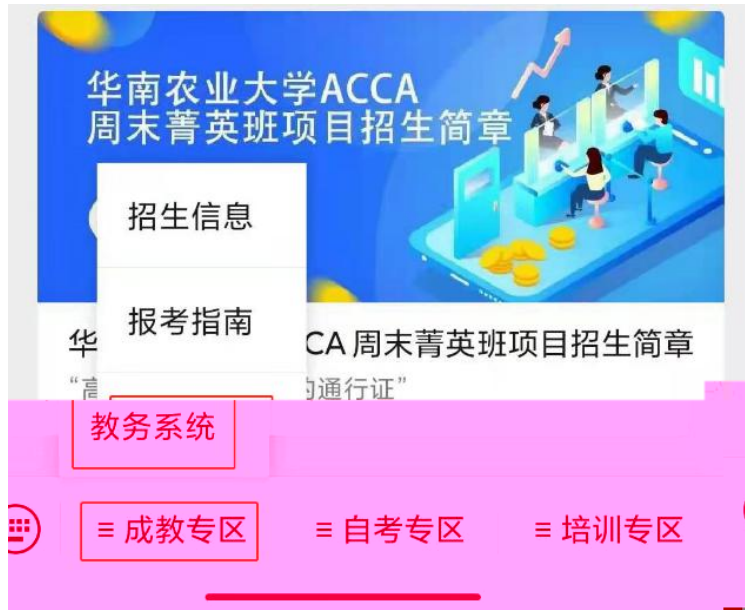 华南农业大学ACCA
周末菁英班项目招生简章
招生信息
报考指南
华
CA 周末菁英班项目招生简章
“高
的通行证”
教务系统
≡ 成教专区
≡ 自考专区
≡ 培训专区